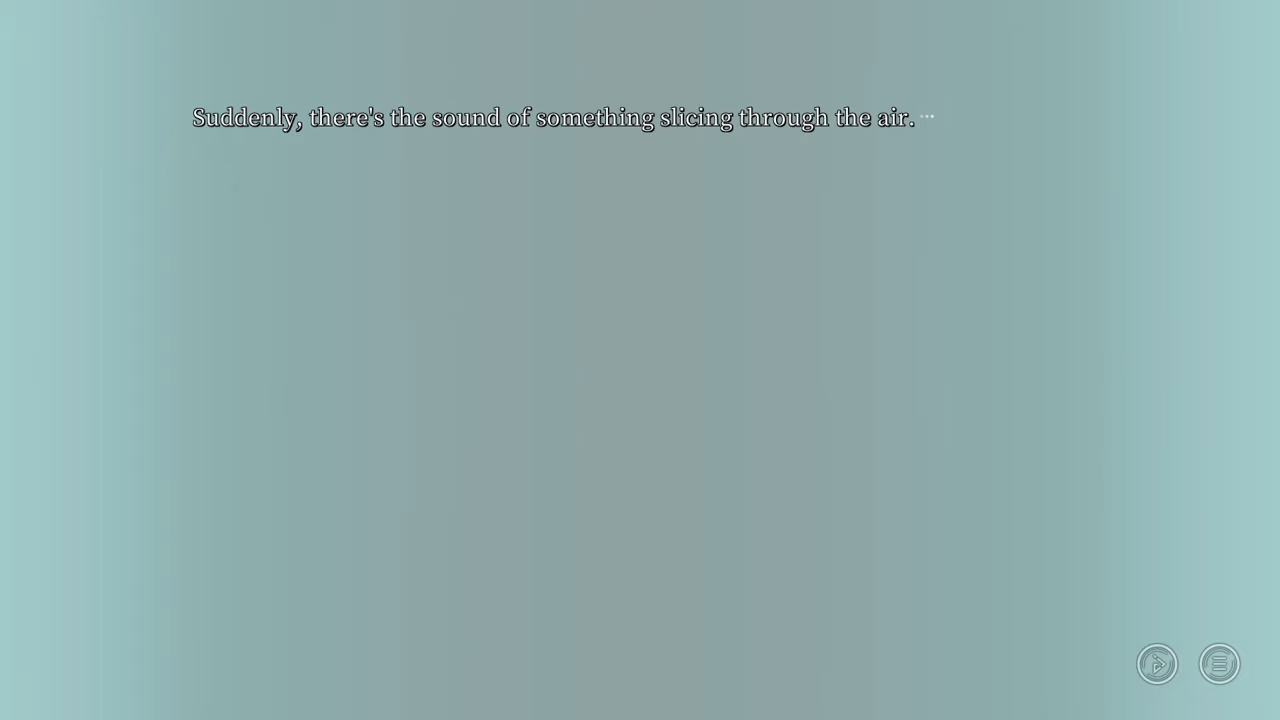 Suddenly, there's the sound of something slicing through the air.